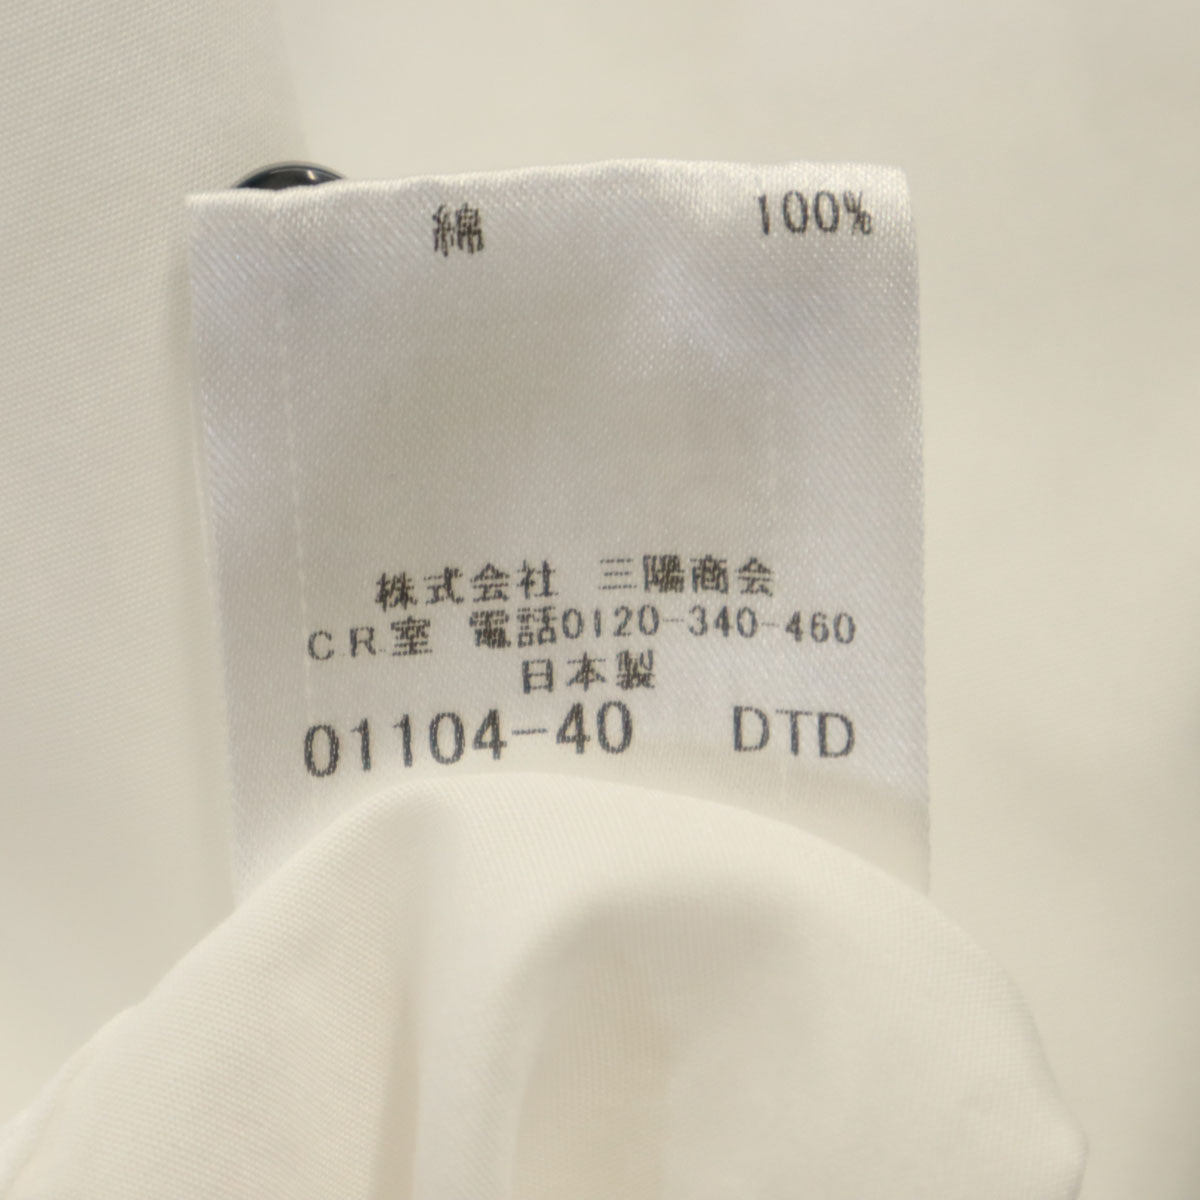 綿 100%
株式会社 三陽商会
C.R.室 電話0120-340-460
日本製
01104-40 DTD